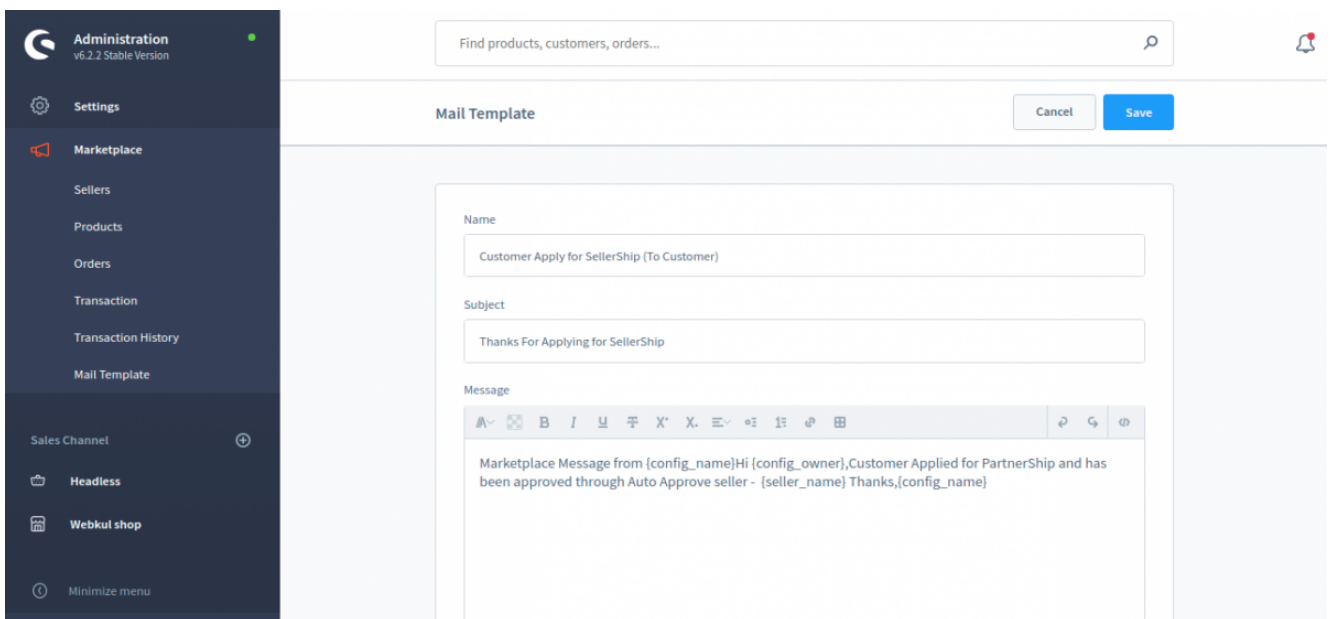 Administration
v6.2.2 Stable Version
Find products, customers, orders...
Settings
Mail Template
Cancel
Save
Marketplace
Sellers
Products
Orders
Transaction
Transaction History
Mail Template
Sales Channel
Headless
Webkul shop
Minimize menu
Name
Customer Apply for SellerShip (To Customer)
Subject
Thanks For Applying for SellerShip
Message
Marketplace Message from {config_name}Hi {config_owner},Customer Applied for PartnerShip and has
been approved through Auto Approve seller - {seller_name} Thanks,{config_name}